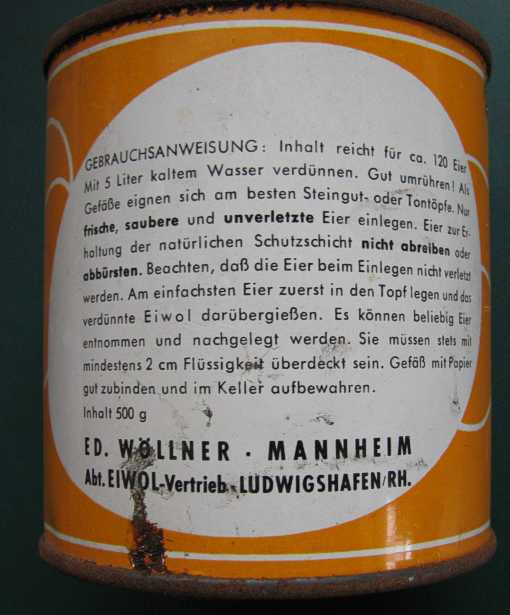 GEBRAUCHSANWEISUNG: Inhalt reicht für ca. 120 Eier
Mit 5 Liter kaltem Wasser verdünnen. Gut umrühren! Als
Gefäße eignen sich am besten Steingut- oder Tontöpfe. Nur
frische, saubere und unverletzte Eier einlegen. Eier zur Er-
haltung der natürlichen Schutzschicht nicht abreiben oder
abbürsten. Beachten, daß die Eier beim Einlegen nicht verletzt
werden. Am einfachsten Eier zuerst in den Topf legen und das
verdünnte Eiwol darübergießen. Es können beliebig Eier
entnommen und nachgelegt werden. Sie müssen stets mit
mindestens 2 cm Flüssigkeit überdeckt sein. Gefäß mit Papier
gut zubinden und im Keller aufbewahren.
Inhalt 500 g
ED. WÖLLNER · MANNHEIM
Abt. EIWOL-Vertrieb · LUDWIGSHAFEN/RH.